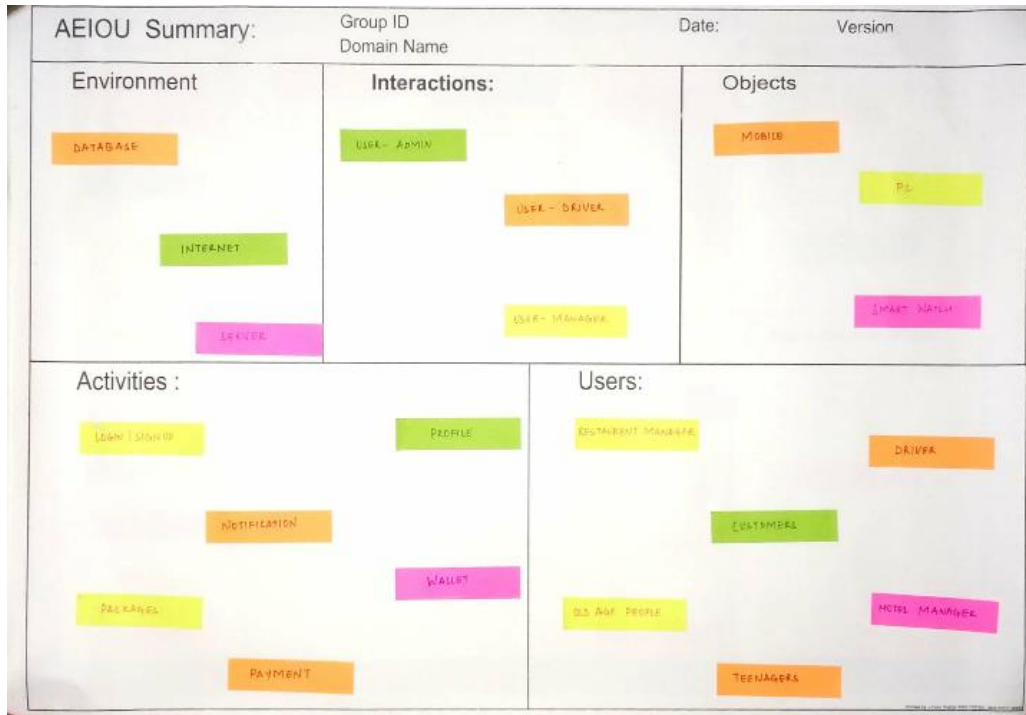 AEIOU Summary:
Group ID
Domain Name
Date:
Version
Environment
DATABASE
INTERNET
SERVER
Interactions:
USER - ADMIN
USER - DRIVER
USER - MANAGER
Objects
MOBILE
PC
SMART WATCH
Activities :
LOGIN | SIGNUP
PROFILE
NOTIFICATION
WALLET
PACKAGES
PAYMENT
Users:
RESTAURENT MANAGER
DRIVER
CUSTOMERS
OLD AGE PEOPLE
HOTEL MANAGER
TEENAGERS